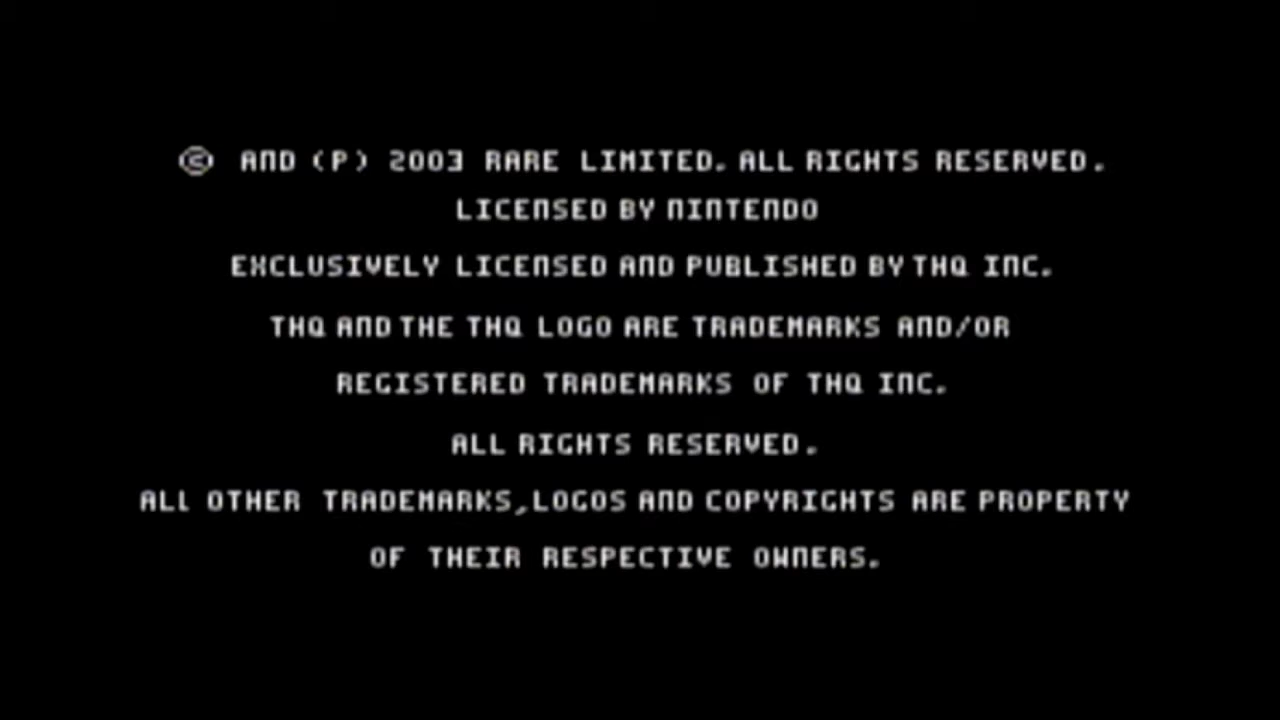 © AND (P) 2003 RARE LIMITED. ALL RIGHTS RESERVED.
LICENSED BY NINTENDO
EXCLUSIVELY LICENSED AND PUBLISHED BY THQ INC.
THQ AND THE THQ LOGO ARE TRADEMARKS AND/OR
REGISTERED TRADEMARKS OF THQ INC.
ALL RIGHTS RESERVED.
ALL OTHER TRADEMARKS,LOGOS AND COPYRIGHTS ARE PROPERTY
OF THEIR RESPECTIVE OWNERS.